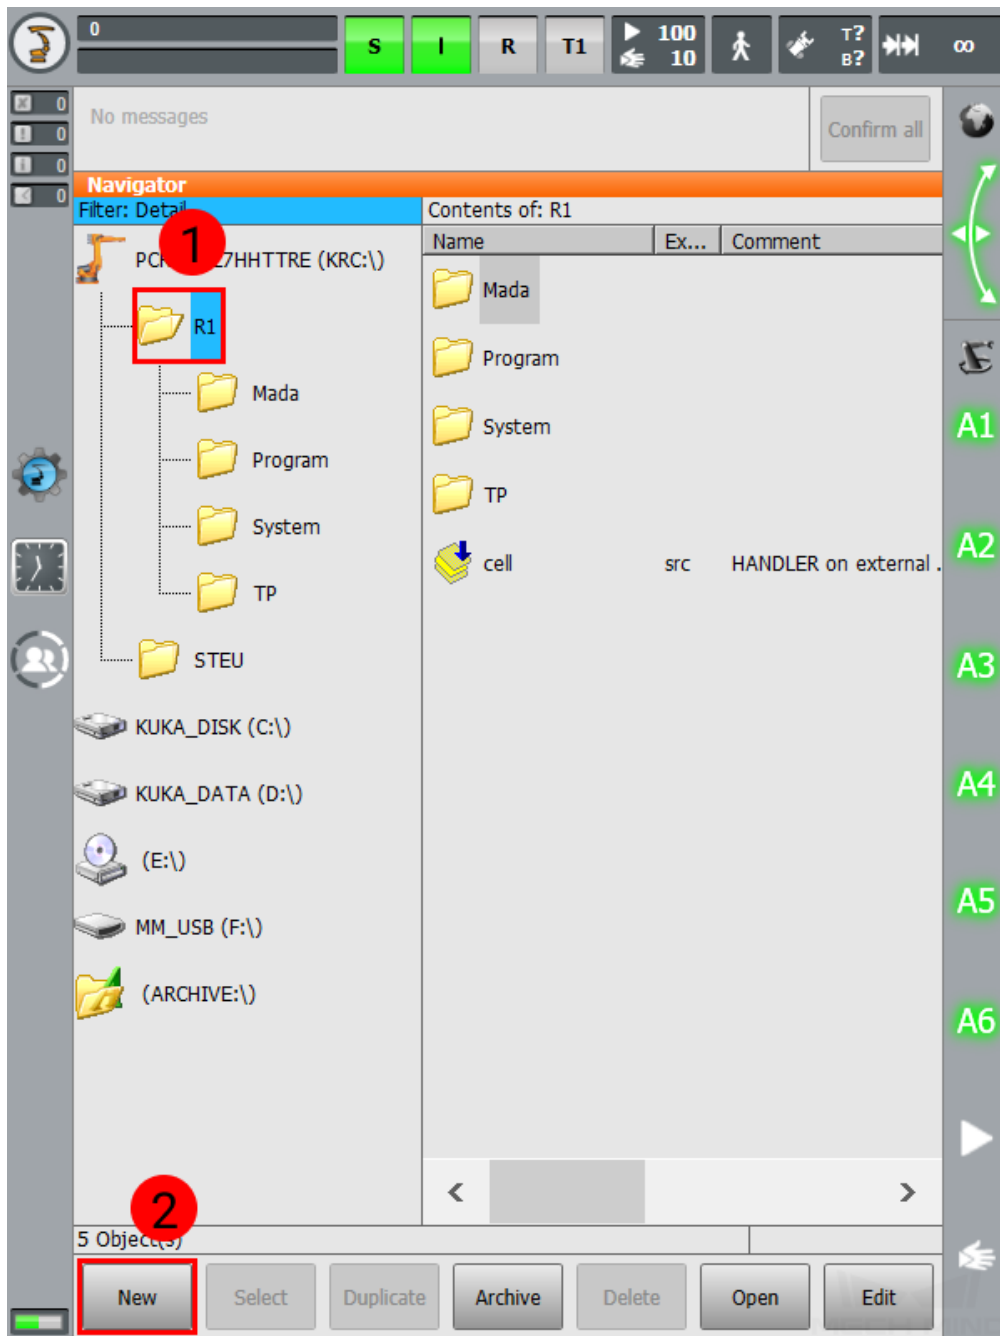 0
S I R T1 100 10 T? B? ∞
0
0
0
0
No messages
Confirm all
Navigator
Filter: Detail
Contents of: R1
1
Name Ex... Comment
7HHTTRE (KRC:\)
R1
Mada
Program
System
TP
STEU
KUKA_DISK (C:\)
KUKA_DATA (D:\)
(E:\)
MM_USB (F:\)
(ARCHIVE:\)
Mada
Program
System
TP
cell src HANDLER on external .
A1
A2
A3
A4
A5
A6
2
5 Object(s)
New Select Duplicate Archive Delete Open Edit